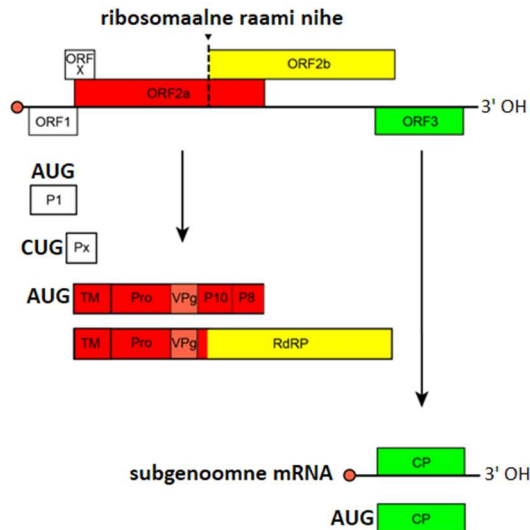 ribosomaalne raami nihe
ORF
X
ORF2b
ORF2a
3' OH
ORF1
ORF3
AUG
P1
CUG Px
AUG TM Pro VPg P10 P8
TM Pro VPg RdRP
CP
subgenoomne mRNA 3' OH
AUG CP